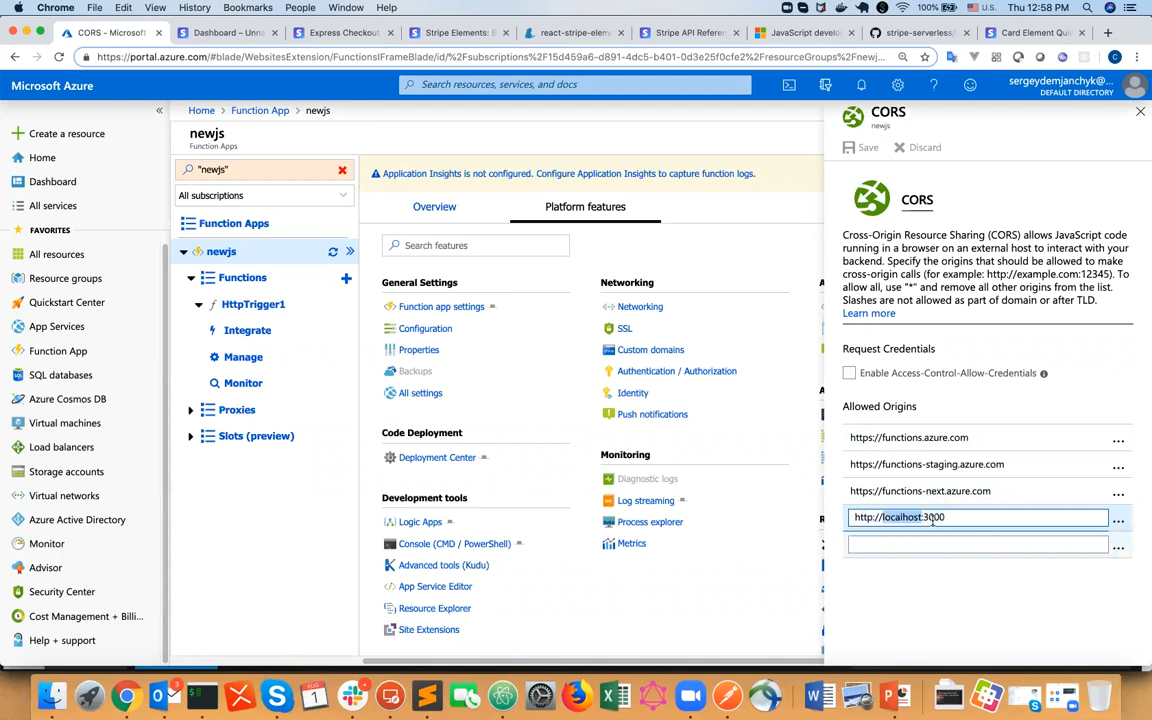 Chrome File Edit View History Bookmarks People Window Help
100% U.S. Thu 12:58 PM
CORS - Microsoft
Dashboard – Unna
Express Checkout
Stripe Elements: B
react-stripe-elem
Stripe API Referen
JavaScript develo
stripe-serverless/
Card Element Quic
https://portal.azure.com/#blade/WebsitesExtension/FunctionsIFrameBlade/id/%2Fsubscriptions%2F15d459a6-d891-4dc5-b401-0d3e25f0cefe%2FresourceGroups%2Fnewj...
Microsoft Azure
Search resources, services, and docs
sergeydemjanchyk@...
DEFAULT DIRECTORY
Create a resource
Home
Dashboard
All services
FAVORITES
All resources
Resource groups
Quickstart Center
App Services
Function App
SQL databases
Azure Cosmos DB
Virtual machines
Load balancers
Storage accounts
Virtual networks
Azure Active Directory
Monitor
Advisor
Security Center
Cost Management + Billi...
Help + support
Home Function App newjs
newjs
Function Apps
"newjs"
All subscriptions
Function Apps
newjs
Functions
HttpTrigger1
Integrate
Manage
Monitor
Proxies
Slots (preview)
Application Insights is not configured. Configure Application Insights to capture function logs.
Overview
Platform features
Search features
General Settings
Function app settings
Configuration
Properties
Backups
All settings
Code Deployment
Deployment Center
Development tools
Logic Apps
Console (CMD / PowerShell)
Advanced tools (Kudu)
App Service Editor
Resource Explorer
Site Extensions
Networking
Networking
SSL
Custom domains
Authentication / Authorization
Identity
Push notifications
Monitoring
Diagnostic logs
Log streaming
Process explorer
Metrics
CORS
newjs
Save
Discard
CORS
Cross-Origin Resource Sharing (CORS) allows JavaScript code
running in a browser on an external host to interact with your
backend. Specify the origins that should be allowed to make
cross-origin calls (for example: http://example.com:12345). To
allow all, use "*" and remove all other origins from the list.
Slashes are not allowed as part of domain or after TLD.
Learn more
Request Credentials
Enable Access-Control-Allow-Credentials
Allowed Origins
https://functions.azure.com
https://functions-staging.azure.com
https://functions-next.azure.com
http://localhost:3000